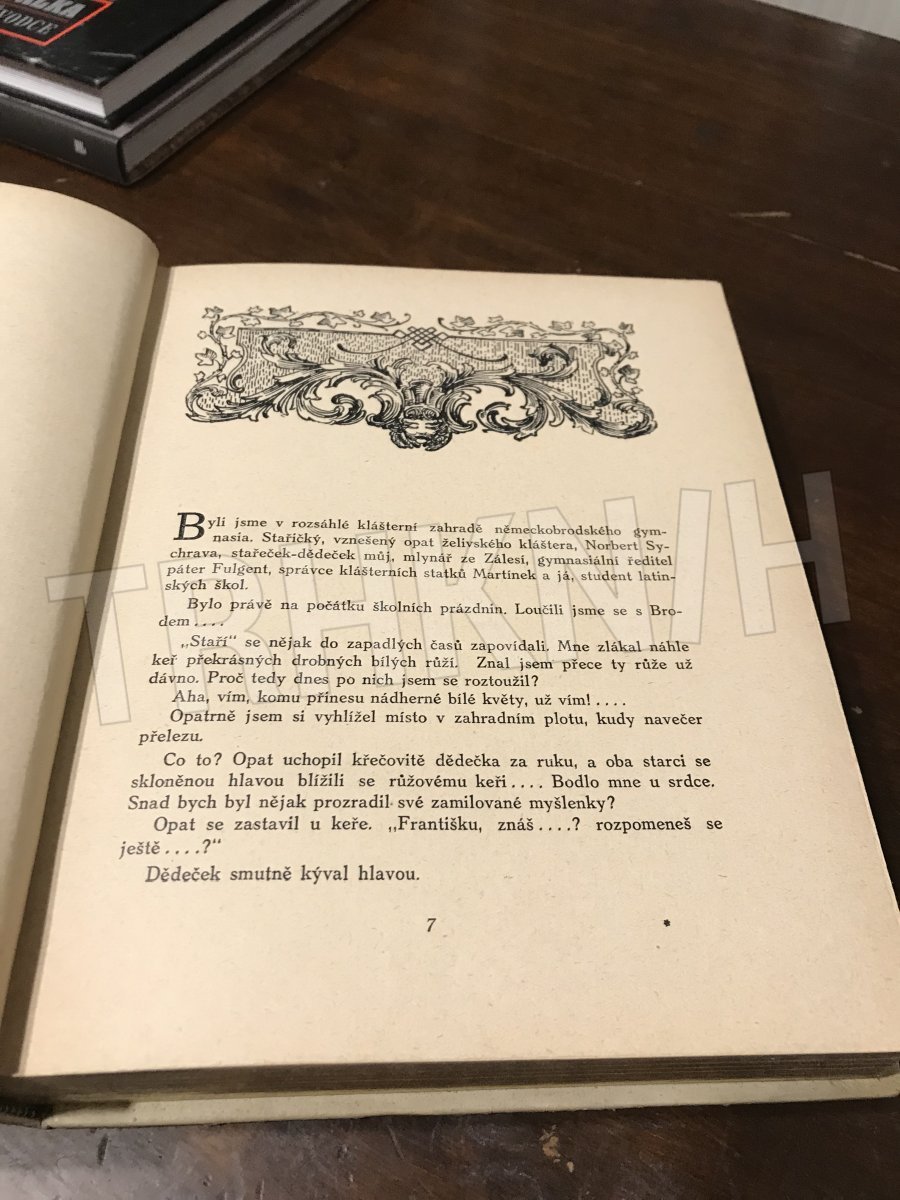 VODCE
Byli jsme v rozsáhlé klášterní zahradě německobrodského gym-
nasia. Stařičký, vznešený opat želivského kláštera, Norbert Sy-
chrava, stařeček-dědeček můj, mlynář ze Zálesí, gymnasiální ředitel
páter Fulgent, správce klášterních statků Martinek a já, student latin-
ských škol.
Bylo právě na počátku školních prázdnin. Loučili jsme se s Bro-
dem....
„Staří“ se nějak do zapadlých časů zapovídali. Mne zlákal náhle
keř překrásných drobných bílých růží. Znal jsem přece ty růže už
dávno. Proč tedy dnes po nich jsem se roztoužil?
Aha, vím, komu přinesu nádherné bílé květy, už vím!....
Opatrně jsem si vyhlížel místo v zahradním plotu, kudy navečer
přelezu.
Co to? Opat uchopil křečovitě dědečka za ruku, a oba starci se
skloněnou hlavou blížili se růžovému keři.... Bodlo mne u srdce.
Snad bych byl nějak prozradil své zamilované myšlenky?
Opat se zastavil u keře. „Františku, znáš....? rozpomeneš se
ještě....?“
Dědeček smutně kýval hlavou.
7 *
TRHKNIH